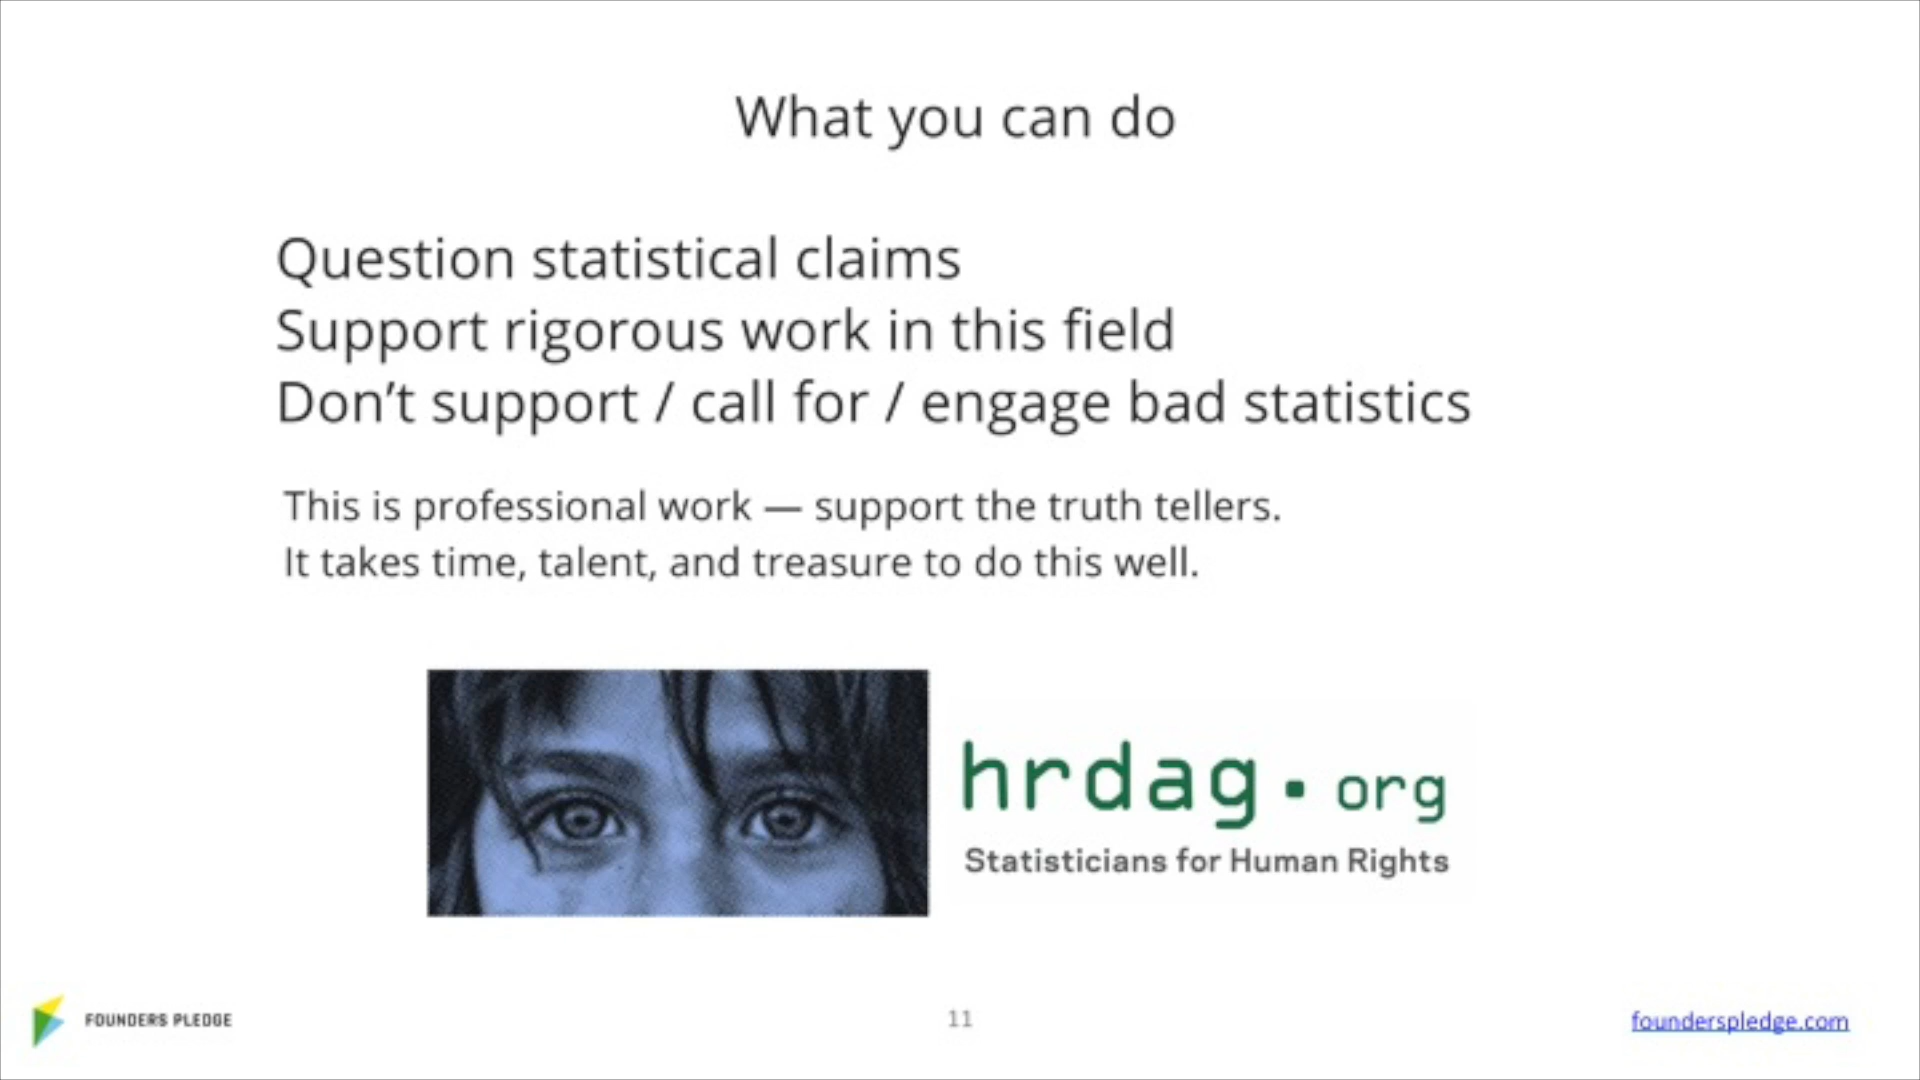 What you can do
Question statistical claims
Support rigorous work in this field
Don’t support / call for / engage bad statistics
This is professional work — support the truth tellers.
It takes time, talent, and treasure to do this well.
hrdag.org
Statisticians for Human Rights
FOUNDERS PLEDGE
11
founderspledge.com